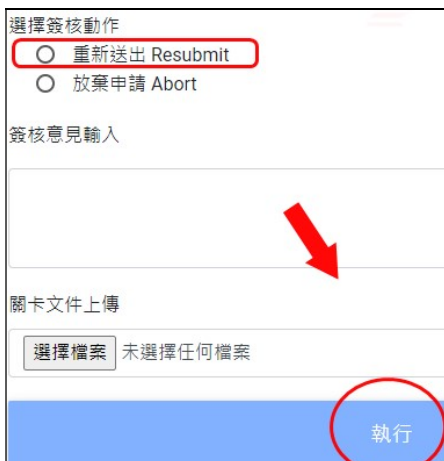 選擇簽核動作
重新送出 Resubmit
放棄申請 Abort
簽核意見輸入
關卡文件上傳
選擇檔案 未選擇任何檔案
執行